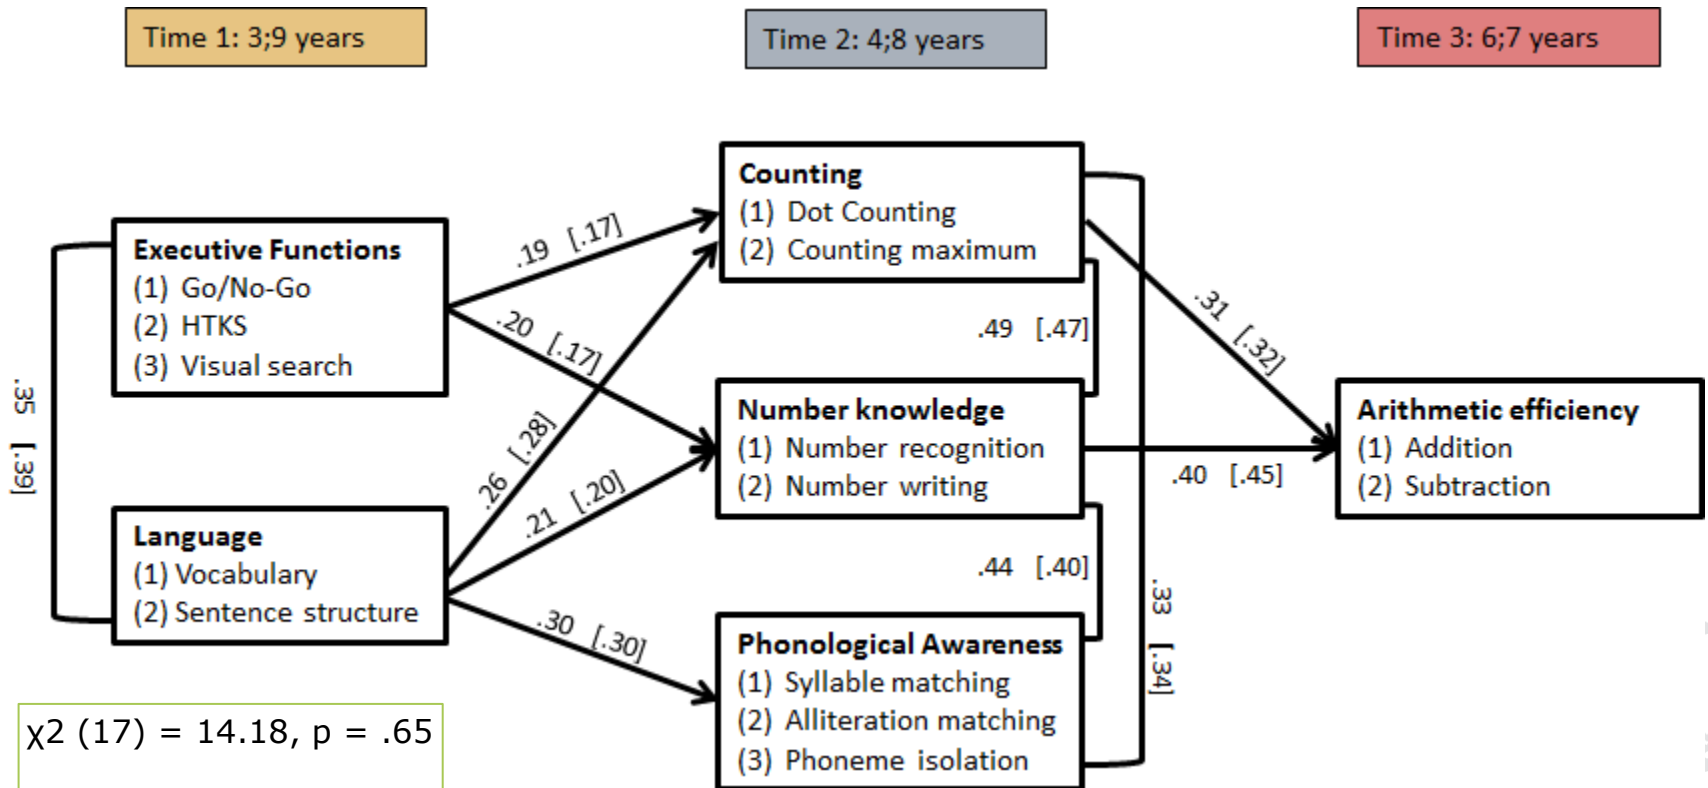 Time 1: 3;9 years
Time 2: 4;8 years
Time 3: 6;7 years
Executive Functions
(1) Go/No-Go
(2) HTKS
(3) Visual search
Language
(1) Vocabulary
(2) Sentence structure
.35 [.39]
.19 [.17]
.20 [.17]
.26 [.28]
.21 [.20]
.30 [.30]
Counting
(1) Dot Counting
(2) Counting maximum
.49 [.47]
Number knowledge
(1) Number recognition
(2) Number writing
.44 [.40]
Phonological Awareness
(1) Syllable matching
(2) Alliteration matching
(3) Phoneme isolation
.33 [.34]
.31 [.32]
.40 [.45]
Arithmetic efficiency
(1) Addition
(2) Subtraction
χ2 (17) = 14.18, p = .65